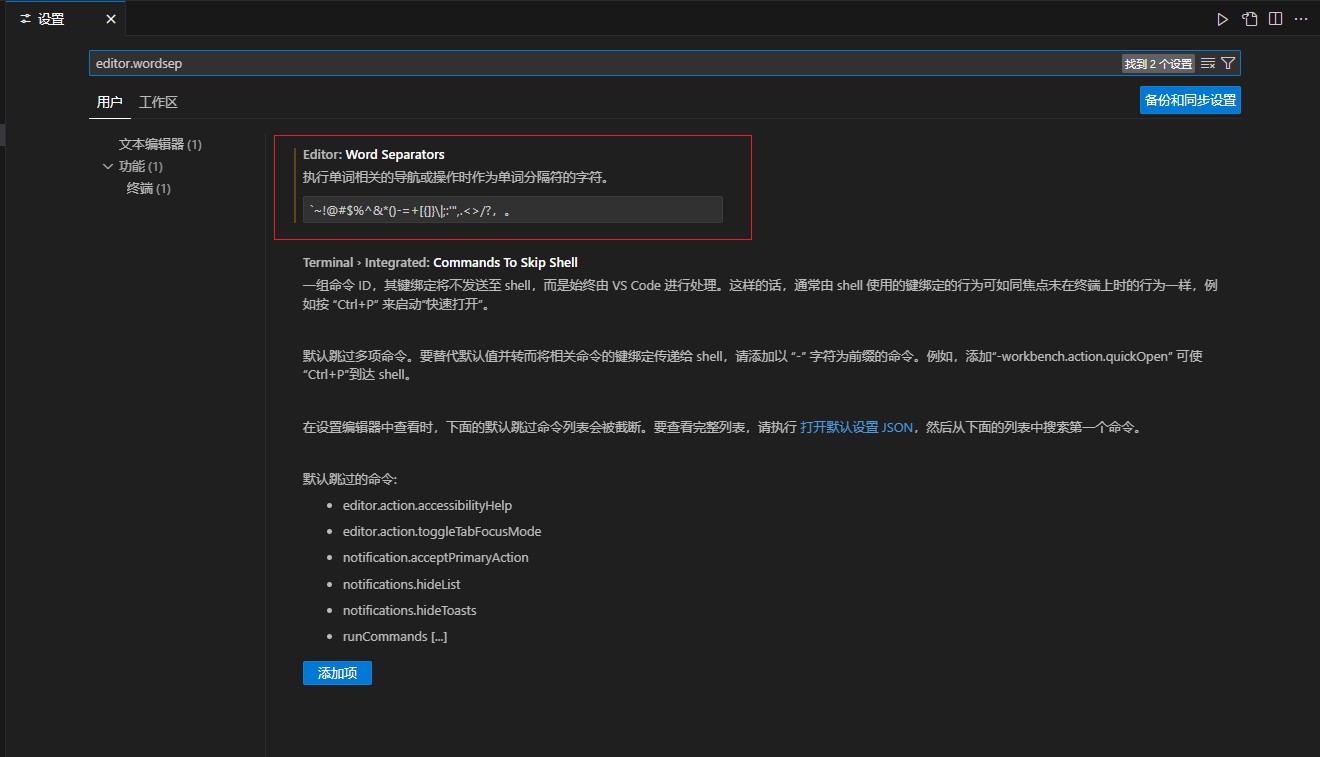 设置
editor.wordsep
找到 2 个设置
用户 工作区
备份和同步设置
文本编辑器 (1)
功能 (1)
终端 (1)
Editor: Word Separators
执行单词相关的导航或操作时作为单词分隔符的字符。
`~!@#$%^&*()-=+[{]}\|;:'",.<>/?，。
Terminal › Integrated: Commands To Skip Shell
一组命令 ID，其键绑定将不发送至 shell，而是始终由 VS Code 进行处理。这样的话，通常由 shell 使用的键绑定的行为可如同焦点未在终端上时的行为一样，例
如按 “Ctrl+P” 来启动“快速打开”。
默认跳过多项命令。要替代默认值并转而将相关命令的键绑定传递给 shell，请添加以 “-” 字符为前缀的命令。例如，添加“-workbench.action.quickOpen” 可使
“Ctrl+P”到达 shell。
在设置编辑器中查看时，下面的默认跳过命令列表会被截断。要查看完整列表，请执行 打开默认设置 JSON，然后从下面的列表中搜索第一个命令。
默认跳过的命令:
editor.action.accessibilityHelp
editor.action.toggleTabFocusMode
notification.acceptPrimaryAction
notifications.hideList
notifications.hideToasts
runCommands [...]
添加项